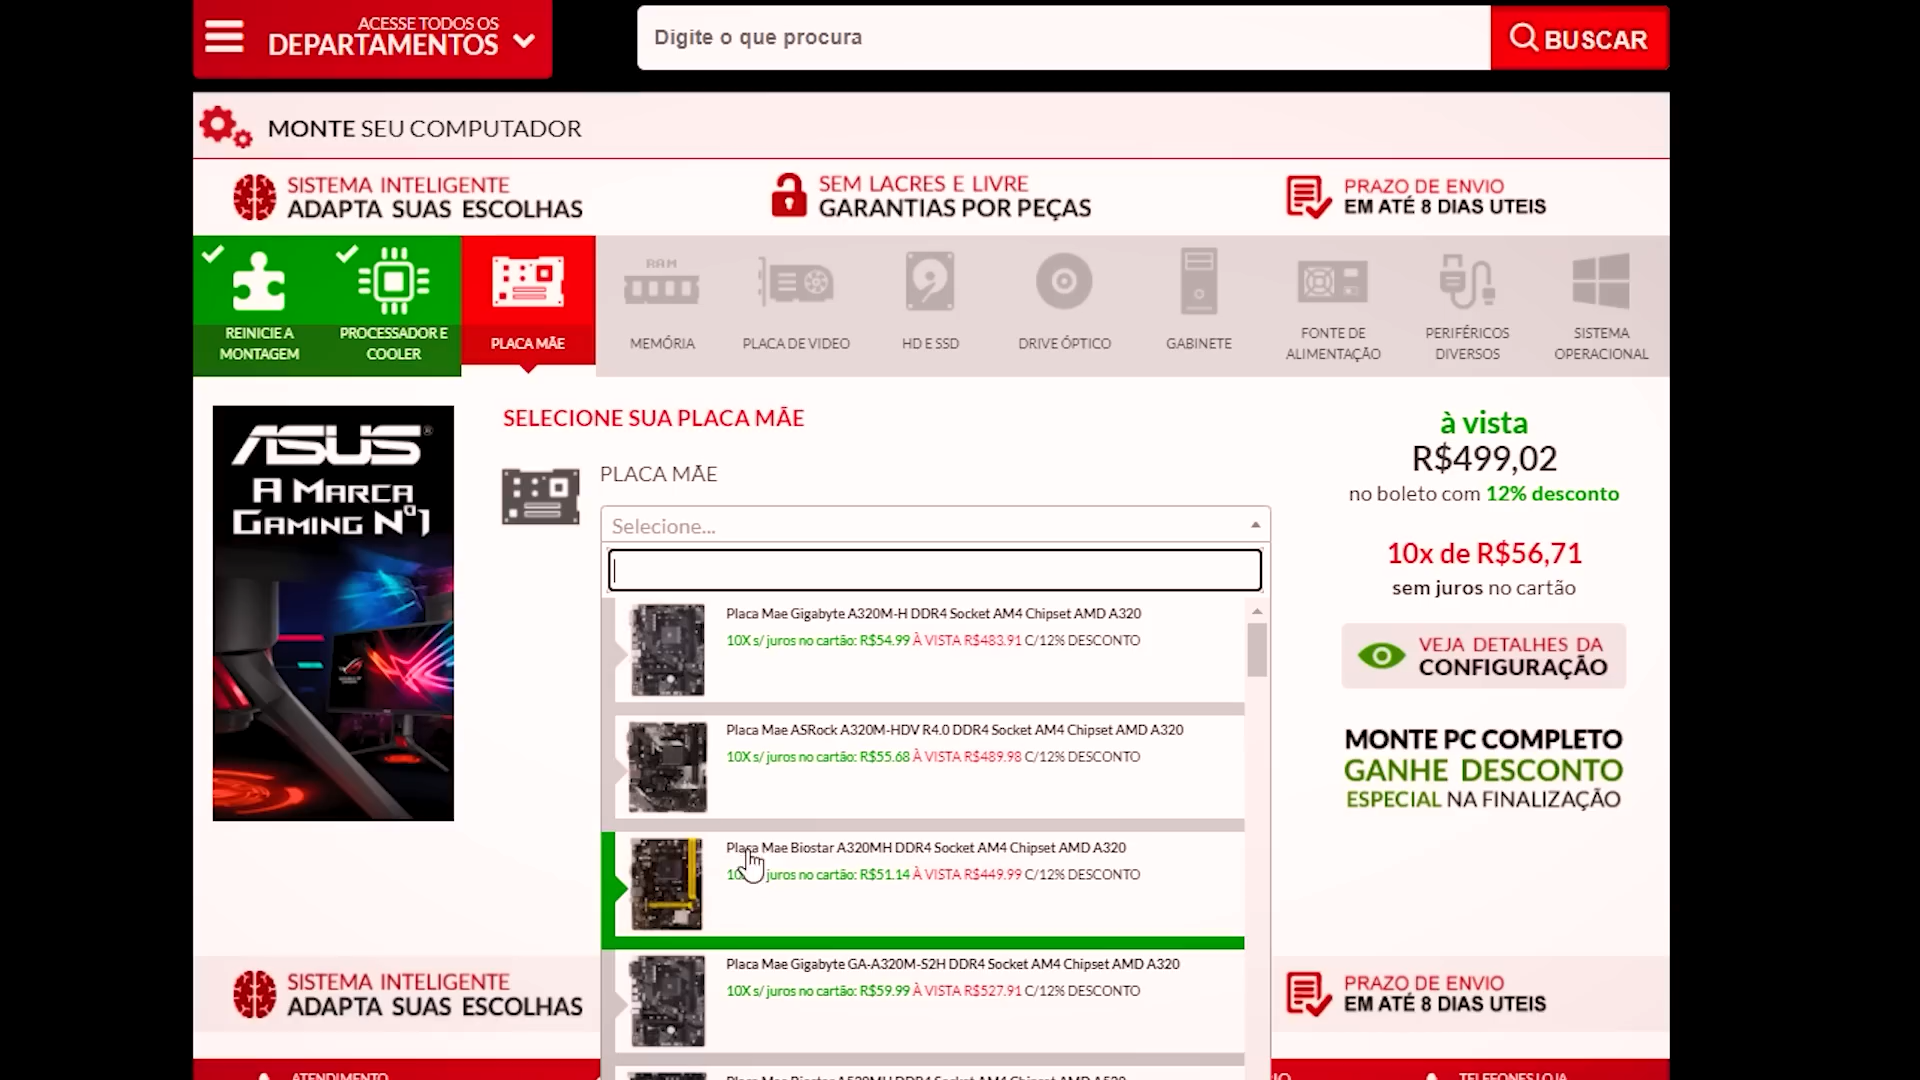 ACESSE TODOS OS
DEPARTAMENTOS
Digite o que procura
BUSCAR
MONTE SEU COMPUTADOR
SISTEMA INTELIGENTE
ADAPTA SUAS ESCOLHAS
SEM LACRES E LIVRE
GARANTIAS POR PEÇAS
PRAZO DE ENVIO
EM ATÉ 8 DIAS UTEIS
REINICIE A
MONTAGEM
PROCESSADOR E
COOLER
PLACA MÃE
RAM
MEMÓRIA
PLACA DE VIDEO
HD E SSD
DRIVE ÓPTICO
GABINETE
FONTE DE
ALIMENTAÇÃO
PERIFÉRICOS
DIVERSOS
SISTEMA
OPERACIONAL
ASUS
A MARCA
GAMING Nº1
SELECIONE SUA PLACA MÃE
PLACA MÃE
Selecione...
Placa Mae Gigabyte A320M-H DDR4 Socket AM4 Chipset AMD A320
10X s/ juros no cartão: R$54.99 À VISTA R$483.91 C/12% DESCONTO
Placa Mae ASRock A320M-HDV R4.0 DDR4 Socket AM4 Chipset AMD A320
10X s/ juros no cartão: R$55.68 À VISTA R$489.98 C/12% DESCONTO
Placa Mae Biostar A320MH DDR4 Socket AM4 Chipset AMD A320
juros no cartão: R$51.14 À VISTA R$449.99 C/12% DESCONTO
Placa Mae Gigabyte GA-A320M-S2H DDR4 Socket AM4 Chipset AMD A320
10X s/ juros no cartão: R$59.99 À VISTA R$527.91 C/12% DESCONTO
à vista
R$499,02
no boleto com 12% desconto
10x de R$56,71
sem juros no cartão
VEJA DETALHES DA
CONFIGURAÇÃO
MONTE PC COMPLETO
GANHE DESCONTO
ESPECIAL NA FINALIZAÇÃO
SISTEMA INTELIGENTE
ADAPTA SUAS ESCOLHAS
PRAZO DE ENVIO
EM ATÉ 8 DIAS UTEIS
ATENDIMENTO
TELEFONES LOJA